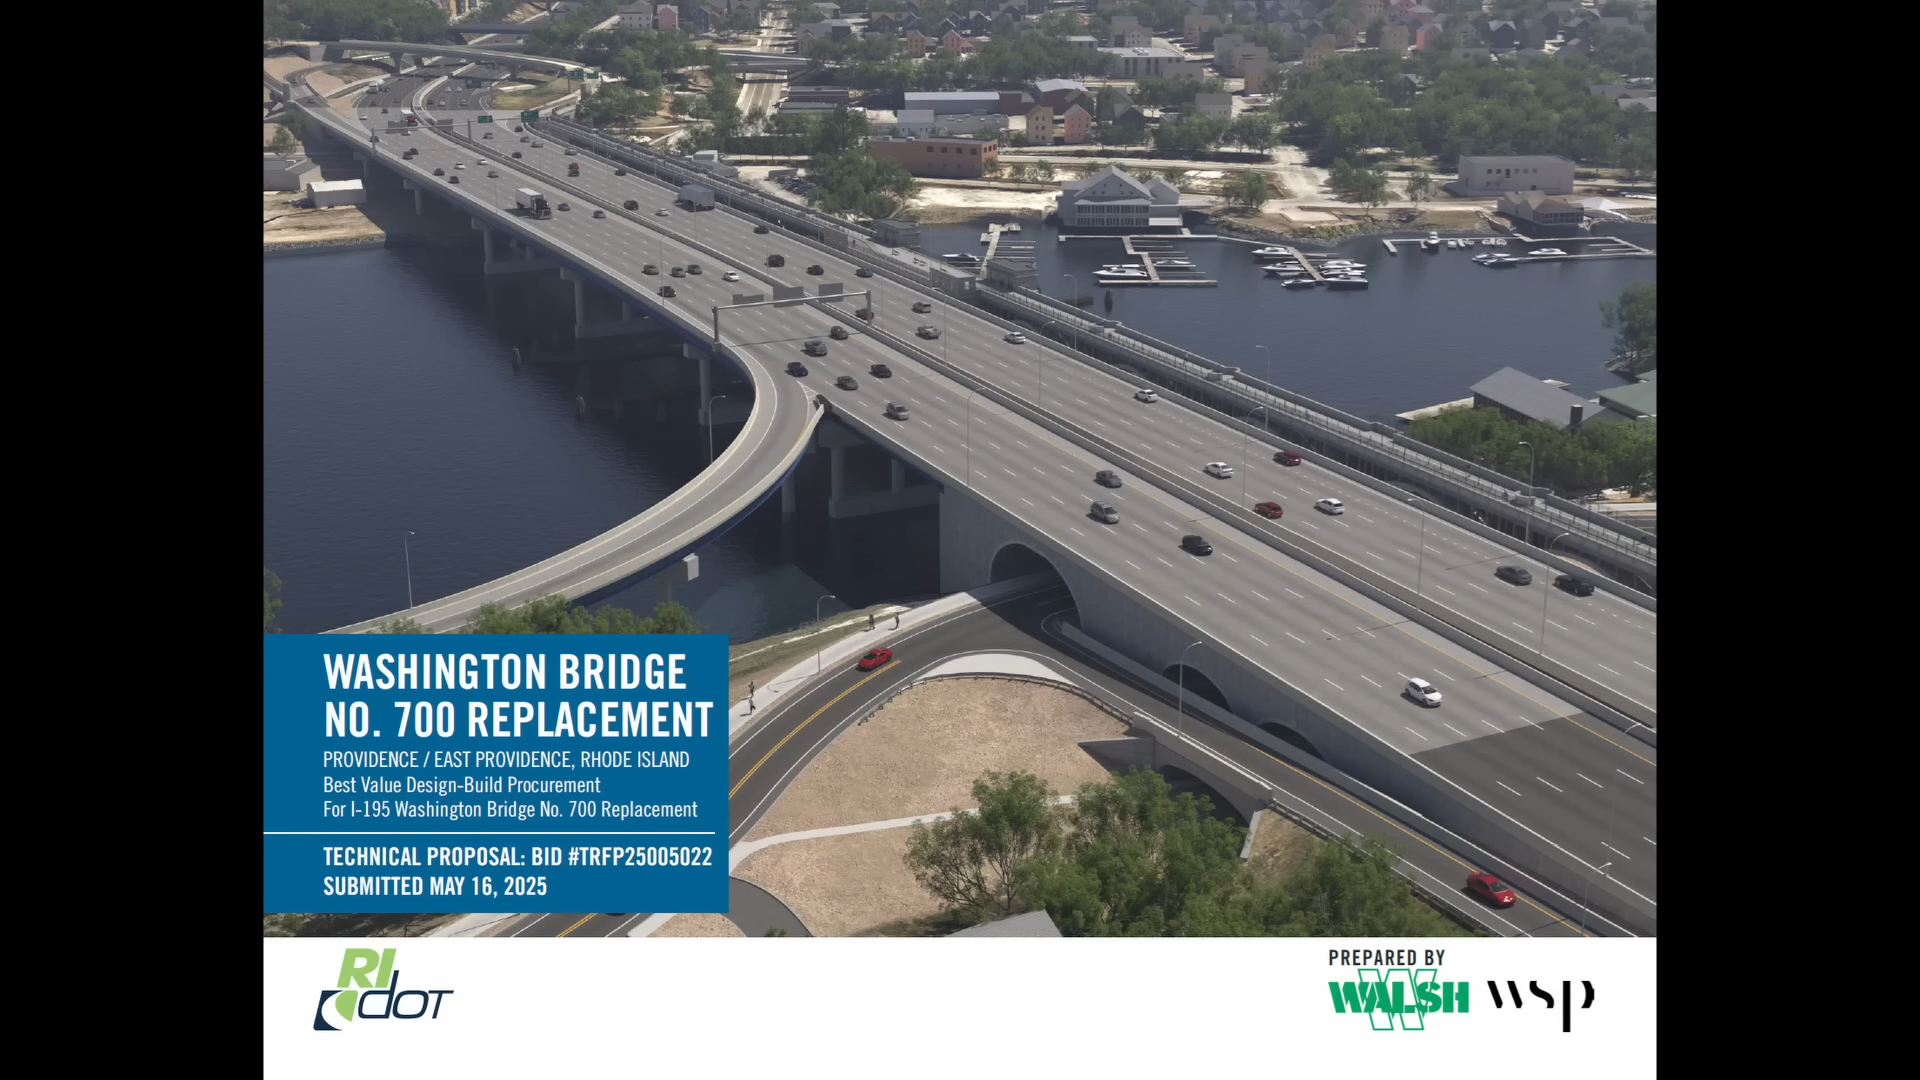 WASHINGTON BRIDGE
NO. 700 REPLACEMENT
PROVIDENCE / EAST PROVIDENCE, RHODE ISLAND
Best Value Design-Build Procurement
For I-195 Washington Bridge No. 700 Replacement
TECHNICAL PROPOSAL: BID #TRFP25005022
SUBMITTED MAY 16, 2025
RI
dOT
PREPARED BY
WALSH
wsp